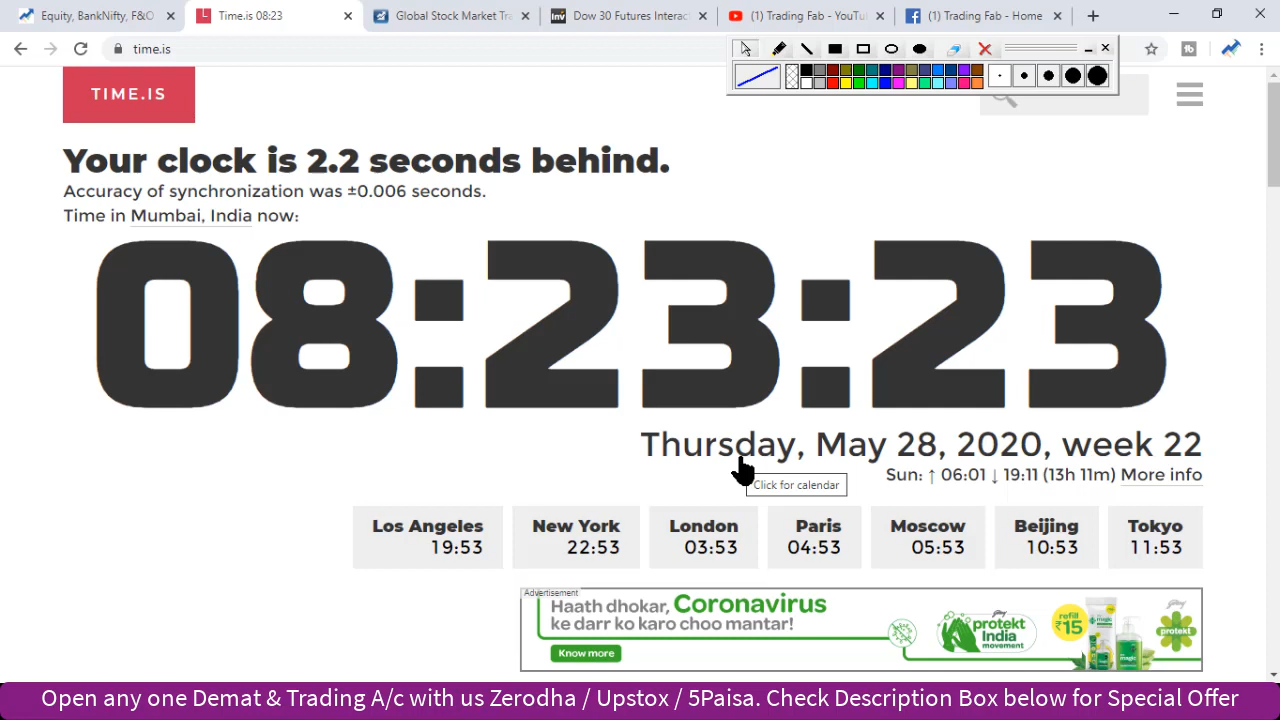 Equity, BankNifty, F&O
Time.is 08:23
Global Stock Market Tra
Dow 30 Futures Interac
(1) Trading Fab - YouTu
(1) Trading Fab - Home
time.is
TIME.IS
Your clock is 2.2 seconds behind.
Accuracy of synchronization was ±0.006 seconds.
Time in Mumbai, India now:
08:23:23
Thursday, May 28, 2020, week 22
Sun: ↑ 06:01 ↓ 19:11 (13h 11m) More info
Click for calendar
Los Angeles
19:53
New York
22:53
London
03:53
Paris
04:53
Moscow
05:53
Beijing
10:53
Tokyo
11:53
Advertisement
Haath dhokar, Coronavirus
ke darr ko karo choo mantar!
Know more
protekt
India
movement
refill
₹15
magic
protekt
Open any one Demat & Trading A/c with us Zerodha / Upstox / 5Paisa. Check Description Box below for Special Offer